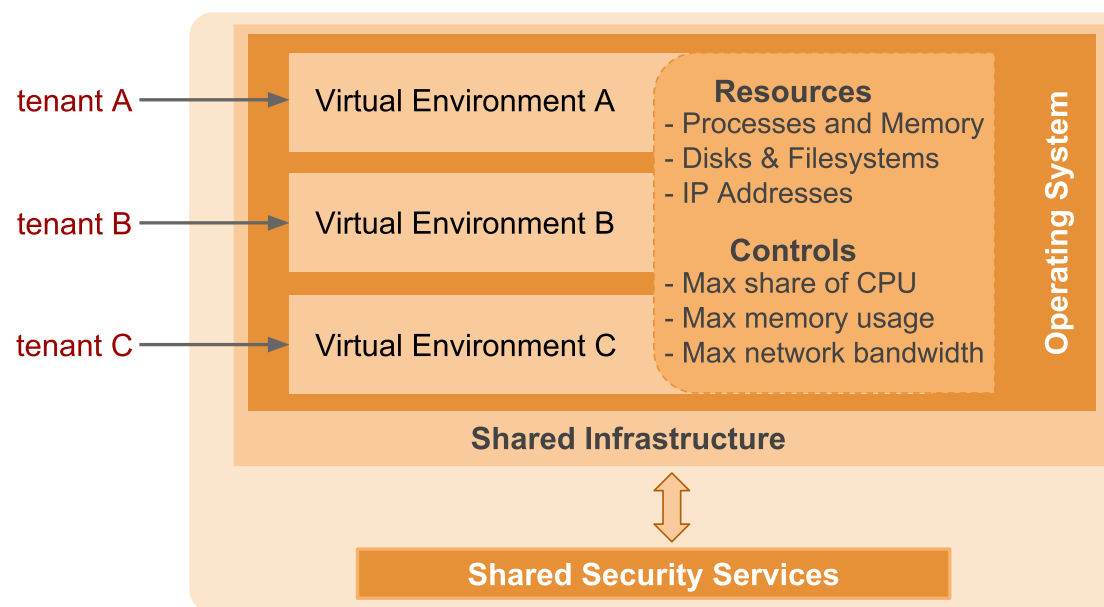 tenant A
Virtual Environment A
tenant B
Virtual Environment B
tenant C
Virtual Environment C
Resources
- Processes and Memory
- Disks & Filesystems
- IP Addresses
Controls
- Max share of CPU
- Max memory usage
- Max network bandwidth
Operating System
Shared Infrastructure
Shared Security Services